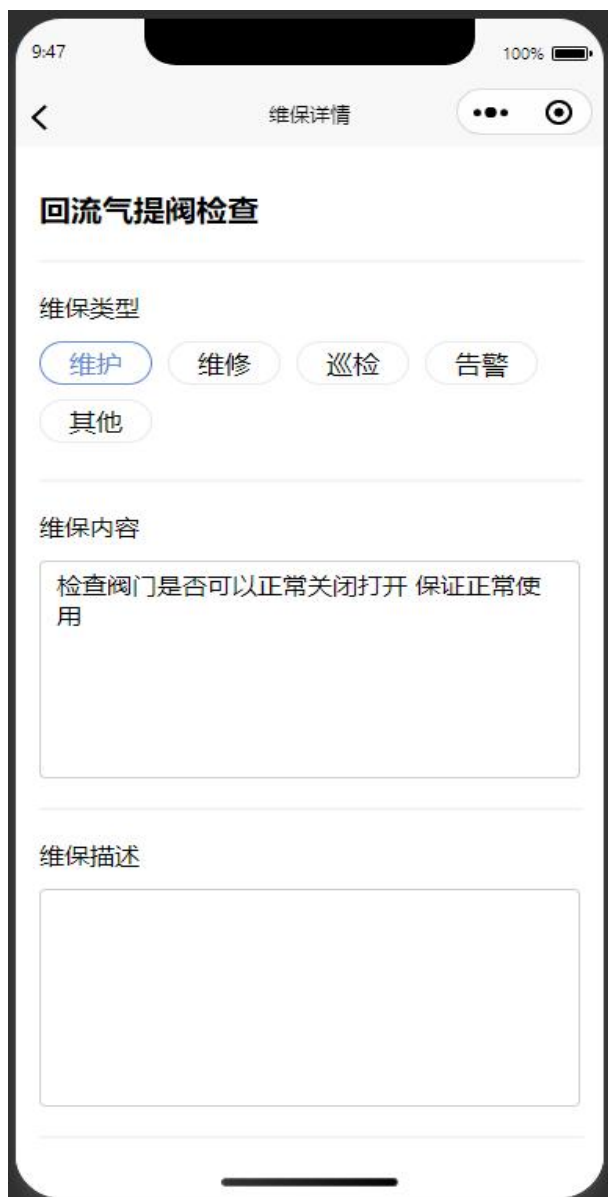 9:47
100%
维保详情
回流气提阀检查
维保类型
维护 维修 巡检 告警
其他
维保内容
检查阀门是否可以正常关闭打开 保证正常使
用
维保描述